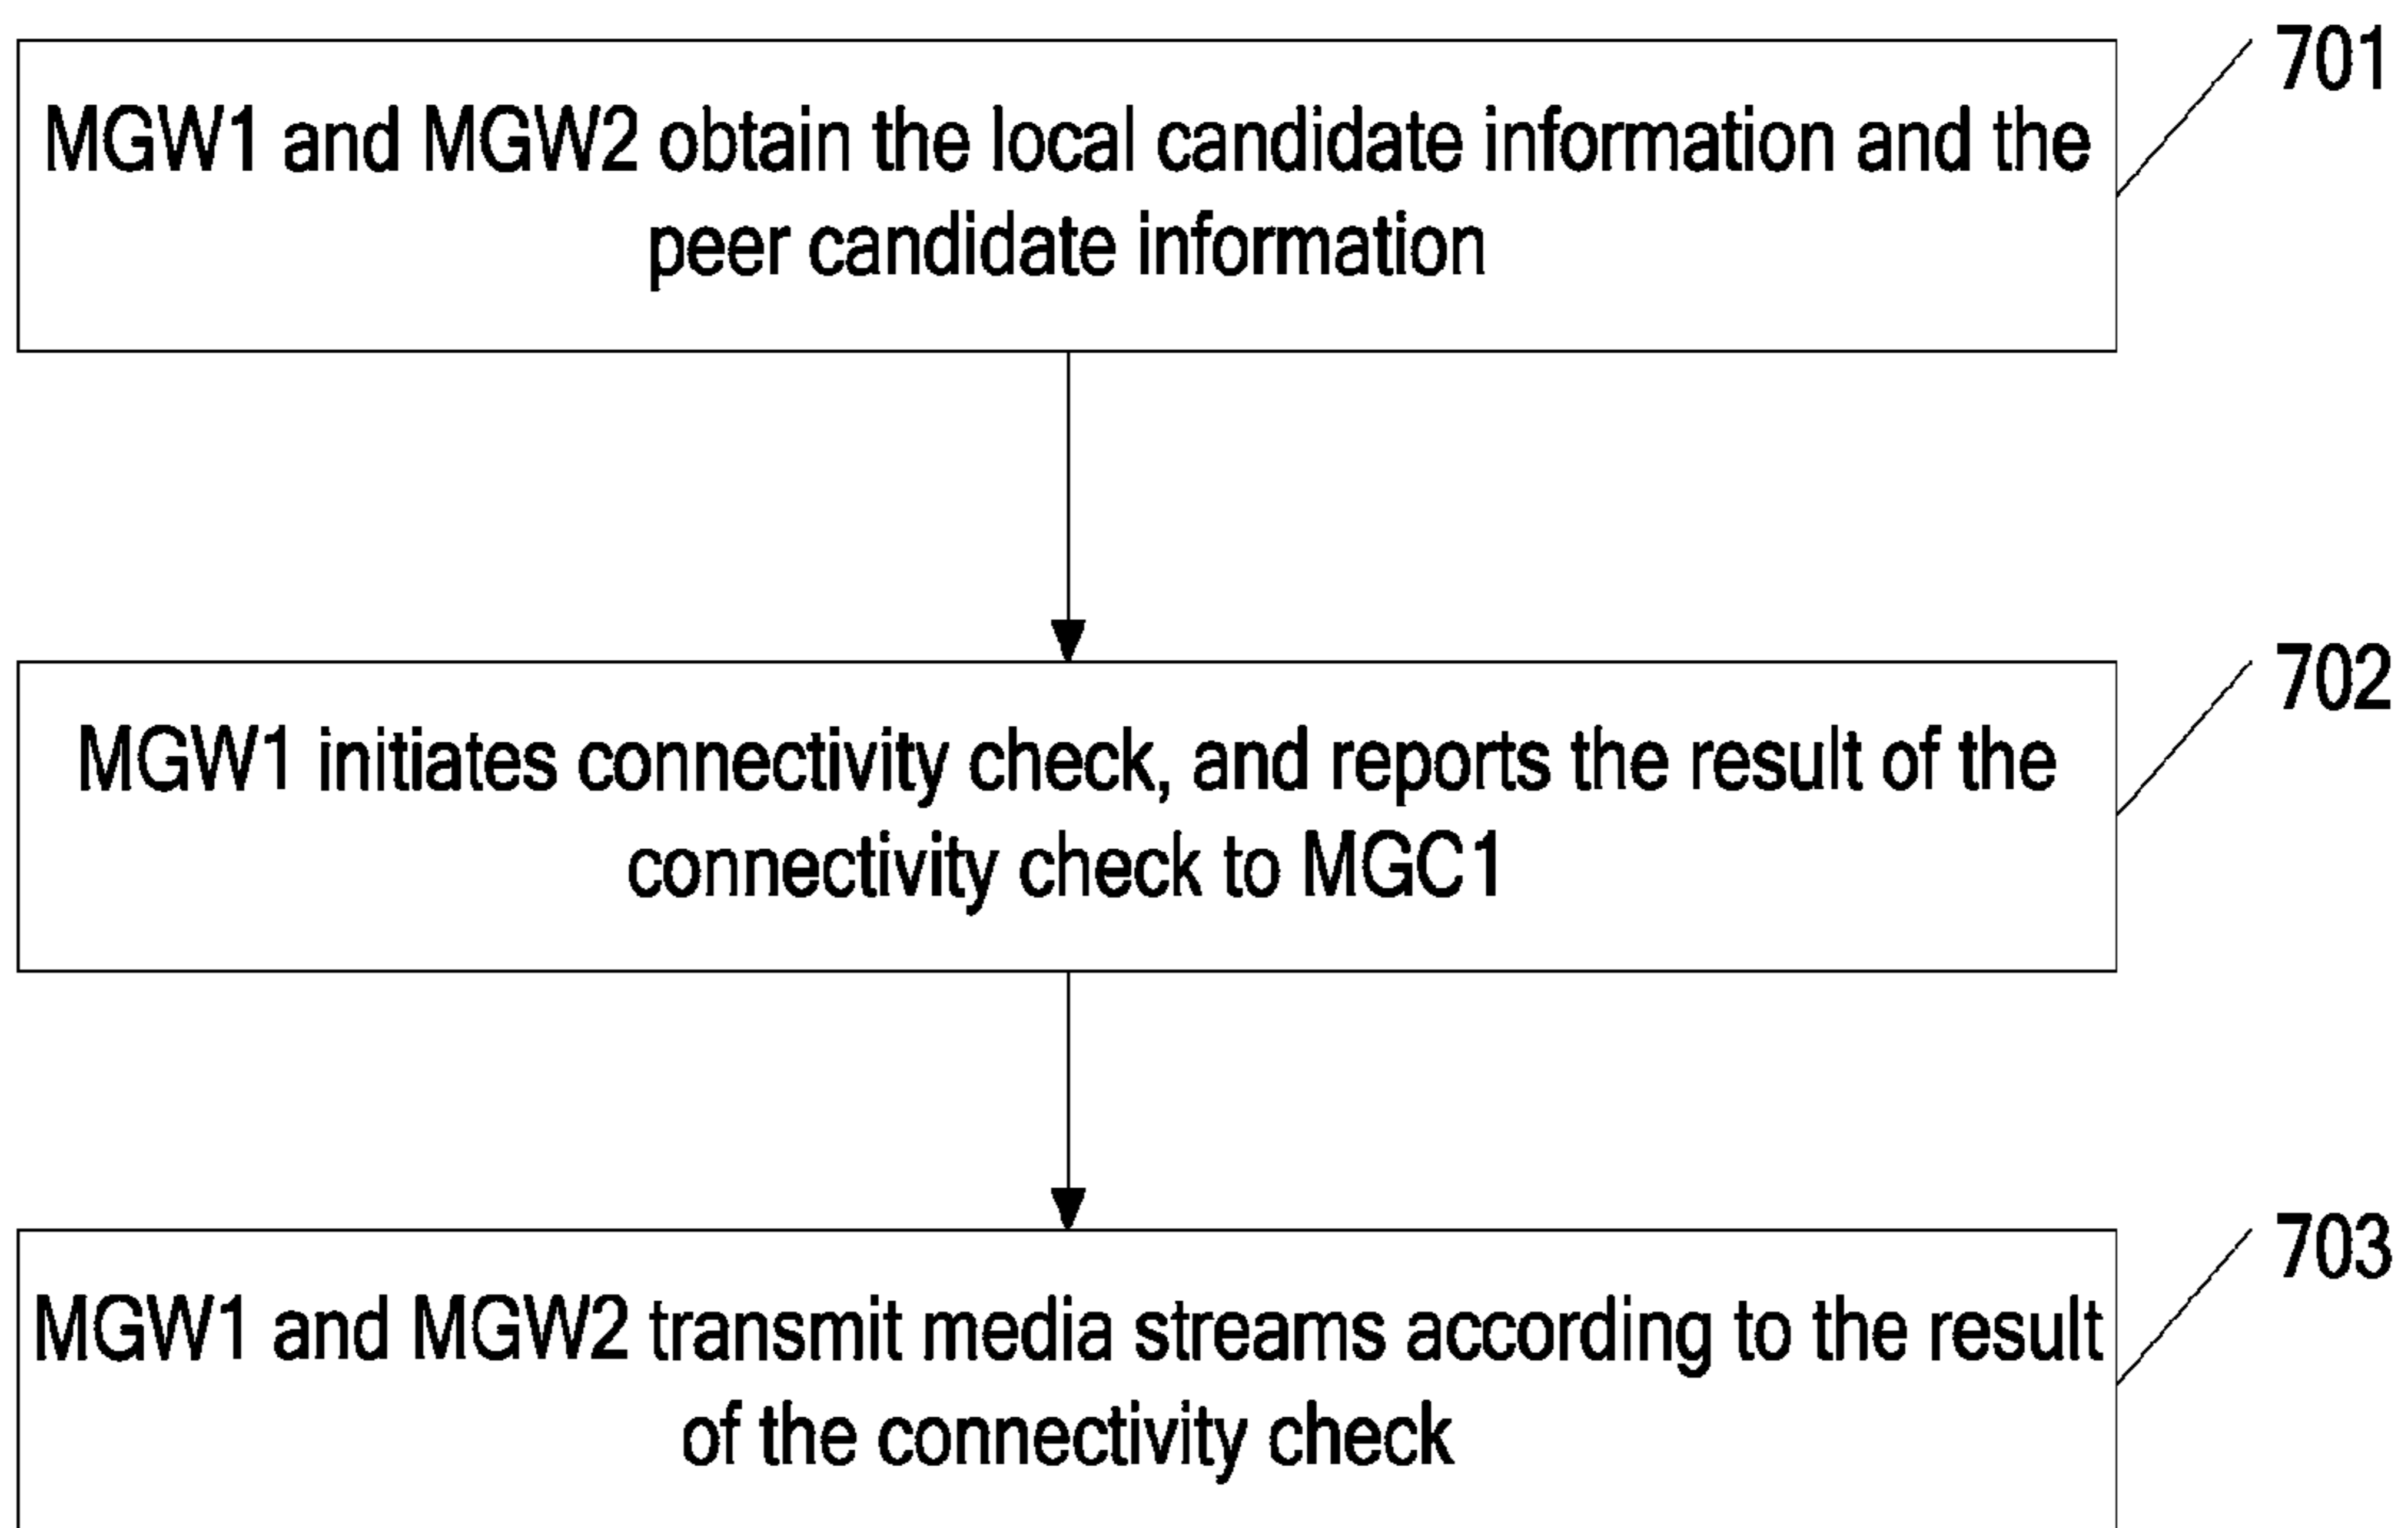 701
MGW1 and MGW2 obtain the local candidate information and the
peer candidate information
702
MGW1 initiates connectivity check, and reports the result of the
connectivity check to MGC1
703
MGW1 and MGW2 transmit media streams according to the result
of the connectivity check